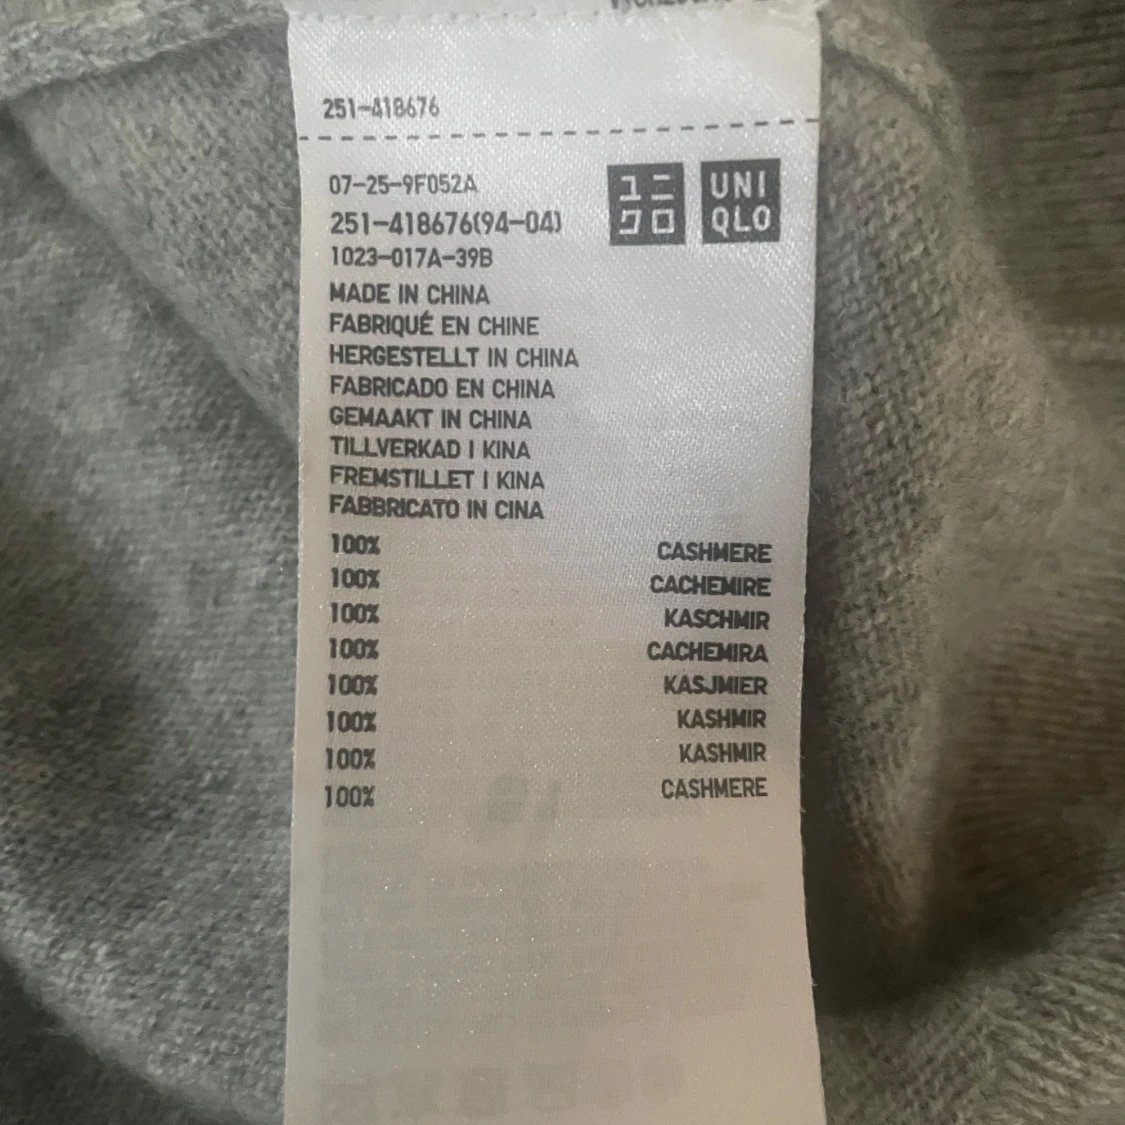 251-418676
07-25-9F052A
251-418676(94-04)
1023-017A-39B
ユニ
クロ
UNI
QLO
MADE IN CHINA
FABRIQUÉ EN CHINE
HERGESTELLT IN CHINA
FABRICADO EN CHINA
GEMAAKT IN CHINA
TILLVERKAD I KINA
FREMSTILLET I KINA
FABBRICATO IN CINA
100% CASHMERE
100% CACHEMIRE
100% KASCHMIR
100% CACHEMIRA
100% KASJMIER
100% KASHMIR
100% KASHMIR
100% CASHMERE